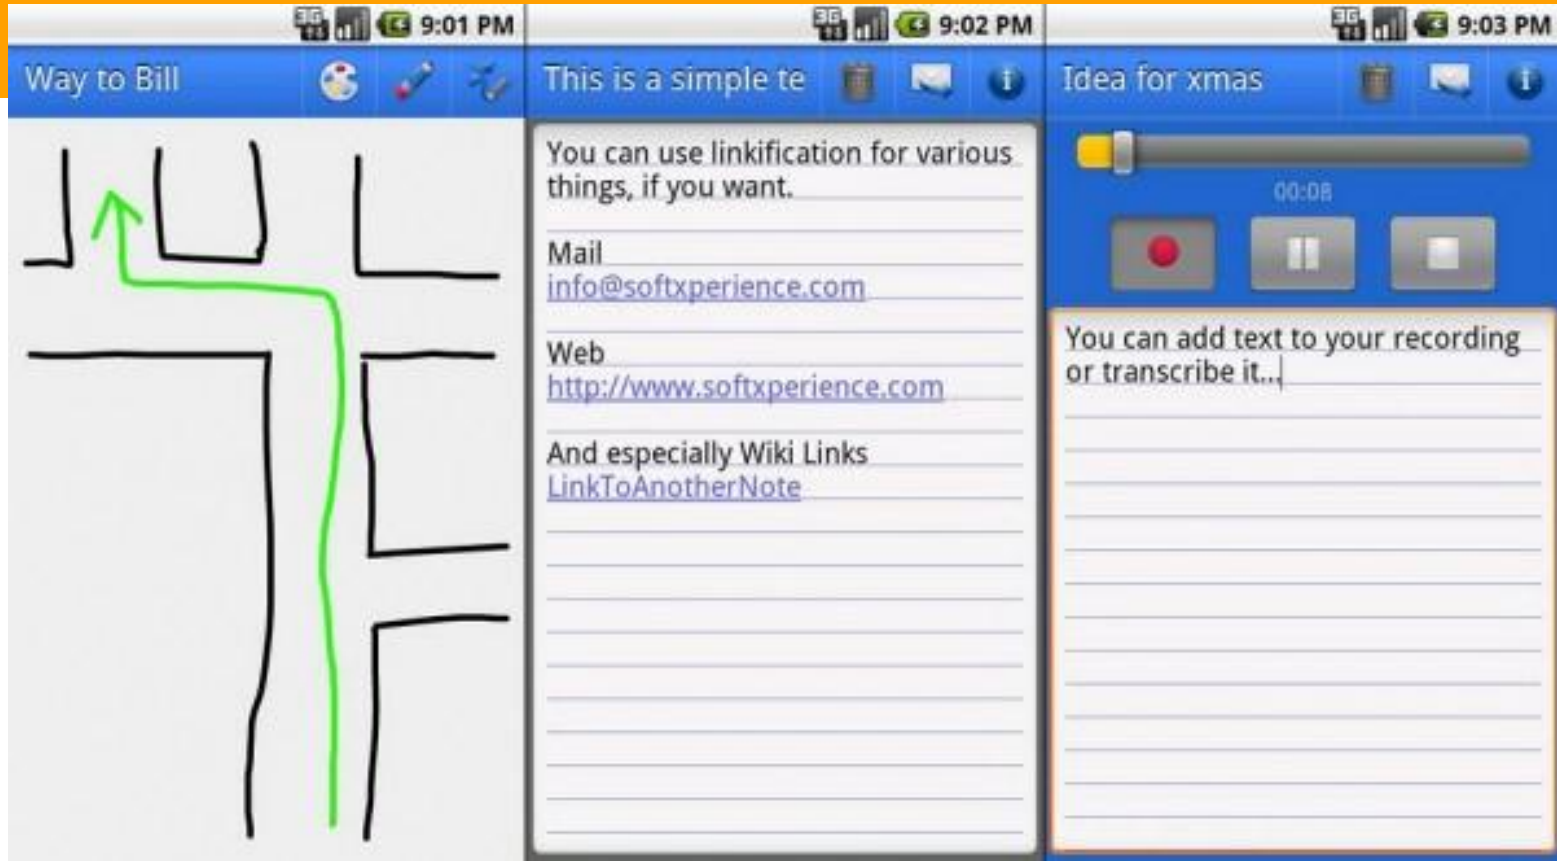 9:01 PM
Way to Bill
9:02 PM
This is a simple te
You can use linkification for various
things, if you want.
Mail
info@softxperience.com
Web
http://www.softxperience.com
And especially Wiki Links
LinkToAnotherNote
9:03 PM
Idea for xmas
00:08
You can add text to your recording
or transcribe it...